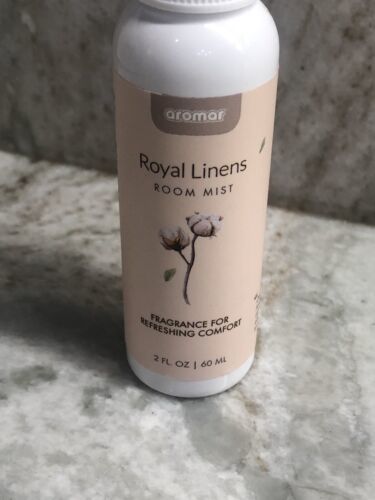 aromar
Royal Linens
ROOM MIST
FRAGRANCE FOR
REFRESHING COMFORT
2 FL. OZ | 60 ML